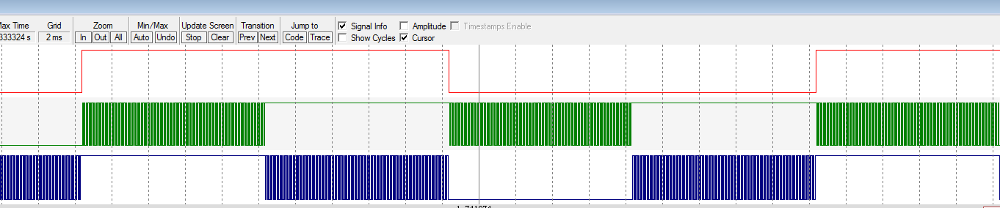 Max Time Grid Zoom Min/Max Update Screen Transition Jump to Signal Info Amplitude Timestamps Enable
333324 s 2 ms In Out All Auto Undo Stop Clear Prev Next Code Trace Show Cycles Cursor